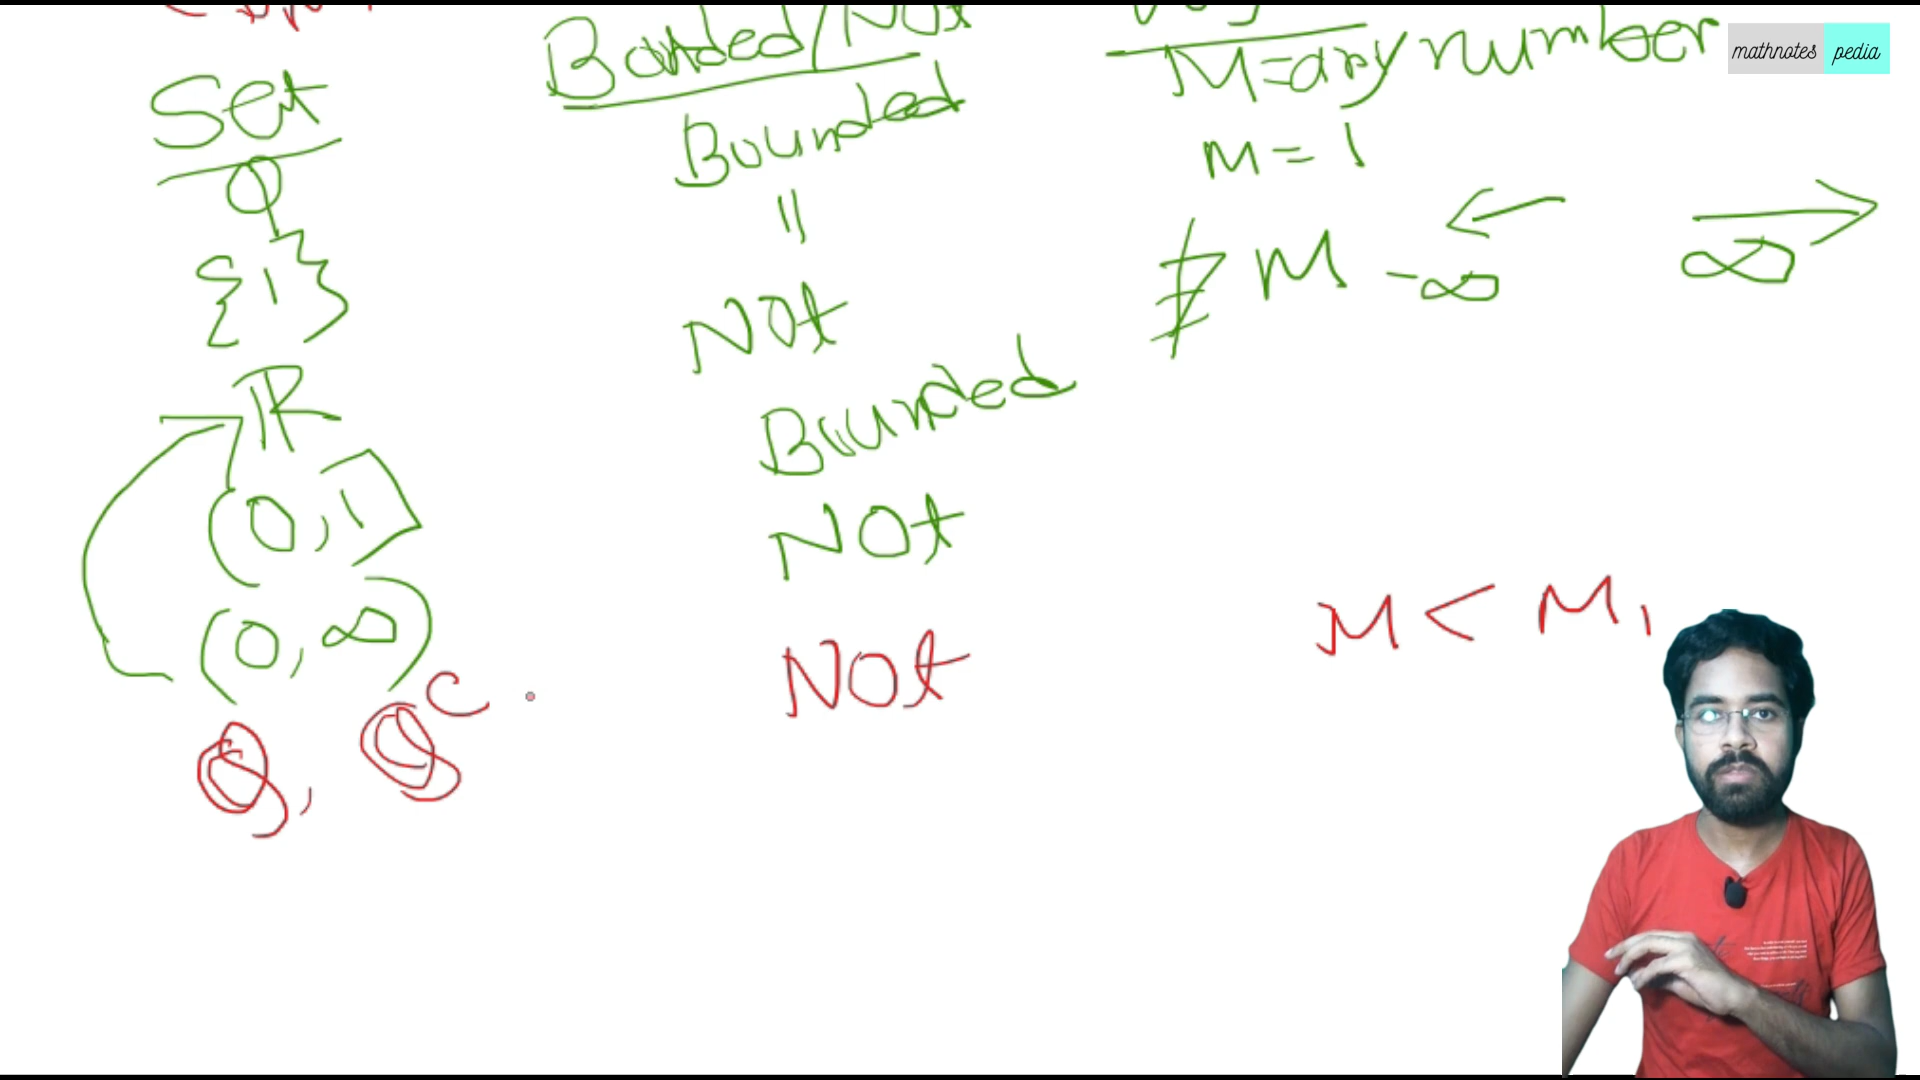 Set Bounded/Not
M=any number
mathnotes pedia
φ Bounded M = 1
{1} "
ℝ Not ∄ M -∞ ← → ∞
(0,1] Bounded
(0,∞) Not M < M₁
Q, Q^c Not